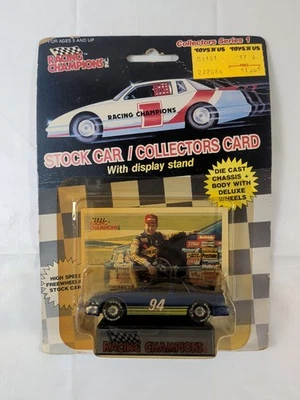 FOR AGES 3 AND UP
RACING
CHAMPIONS
Collectors Series 1
TOYS R US
TOYS R US
RACING CHAMPIONS
1
STOCK CAR / COLLECTORS CARD
With display stand
DIE CAST
CHASSIS +
BODY WITH
DELUXE
WHEELS
HIGH SPEED
FREEWHEELING
STOCK CAR
94
RACING CHAMPIONS